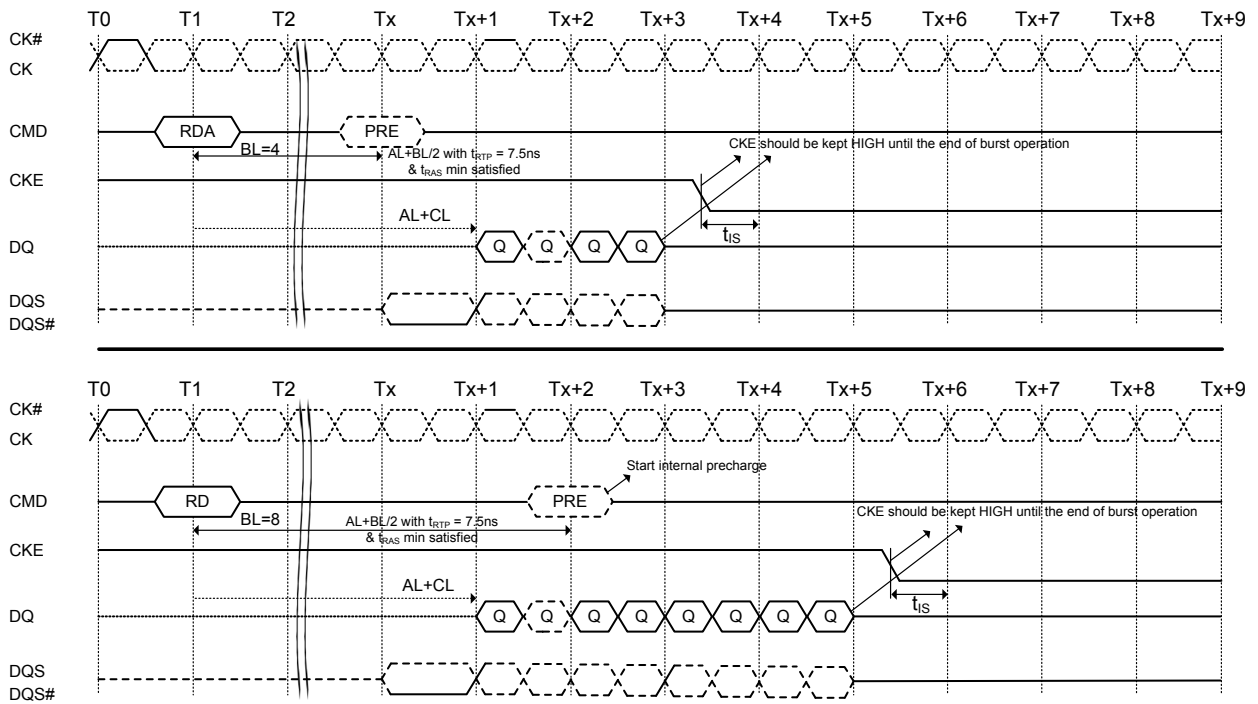 T0 T1 T2 Tx Tx+1 Tx+2 Tx+3 Tx+4 Tx+5 Tx+6 Tx+7 Tx+8 Tx+9
CK#
CK
CMD RDA PRE
BL=4 AL+BL/2 with tRTP = 7.5ns
& tRAS min satisfied
CKE should be kept HIGH until the end of burst operation
CKE
AL+CL
tIS
DQ Q Q Q Q
DQS
DQS#
T0 T1 T2 Tx Tx+1 Tx+2 Tx+3 Tx+4 Tx+5 Tx+6 Tx+7 Tx+8 Tx+9
CK#
CK
Start internal precharge
CMD RD PRE
BL=8 AL+BL/2 with tRTP = 7.5ns
& tRAS min satisfied
CKE should be kept HIGH until the end of burst operation
CKE
AL+CL
tIS
DQ Q Q Q Q Q Q Q Q
DQS
DQS#